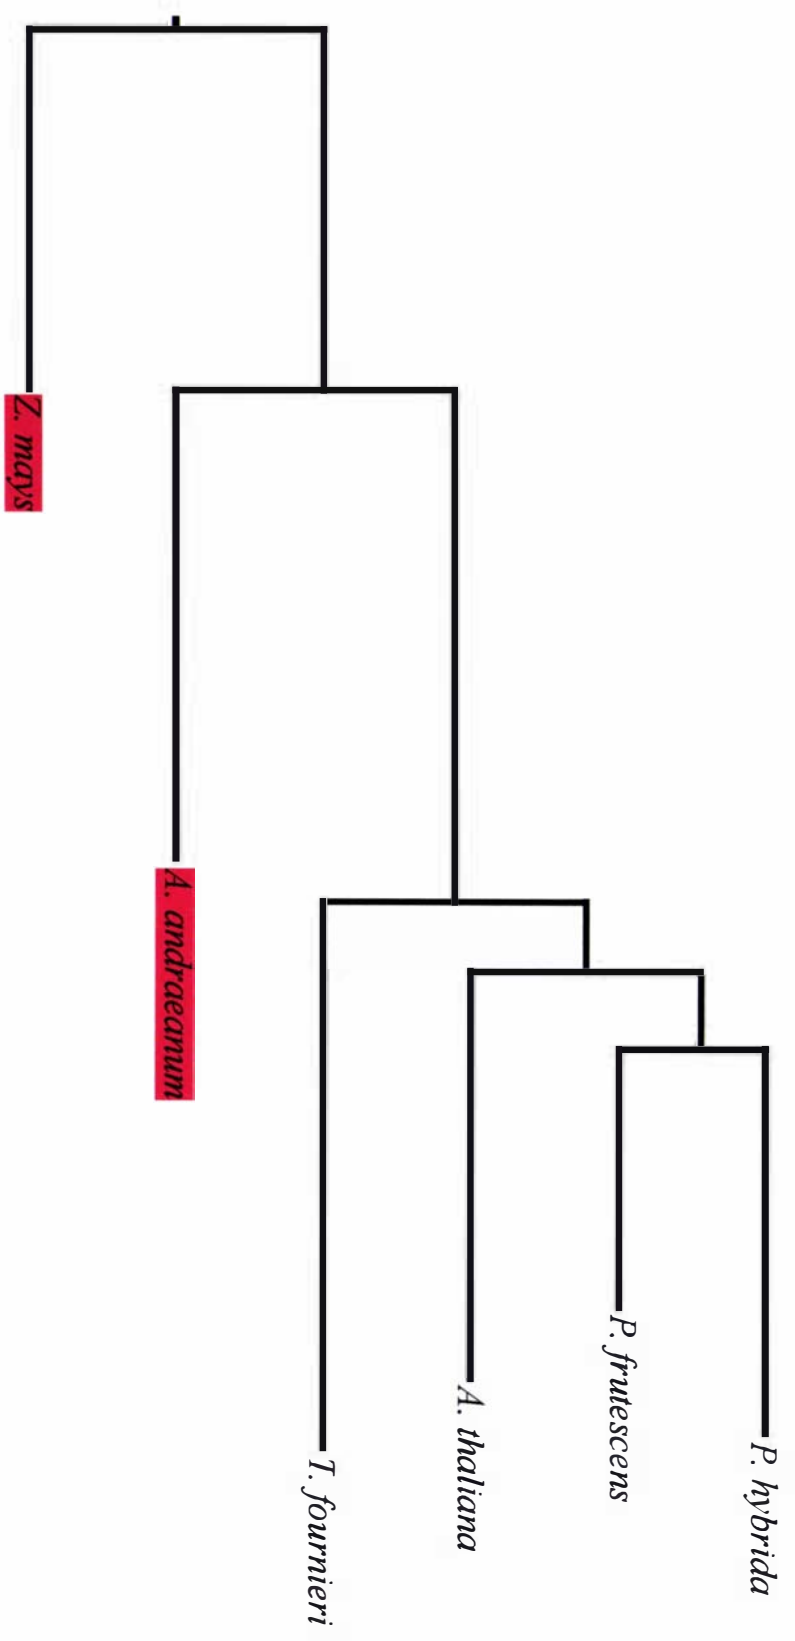 P. hybrida
P. frutescens
A. thaliana
T. fournieri
A. andraeanum
Z. mays